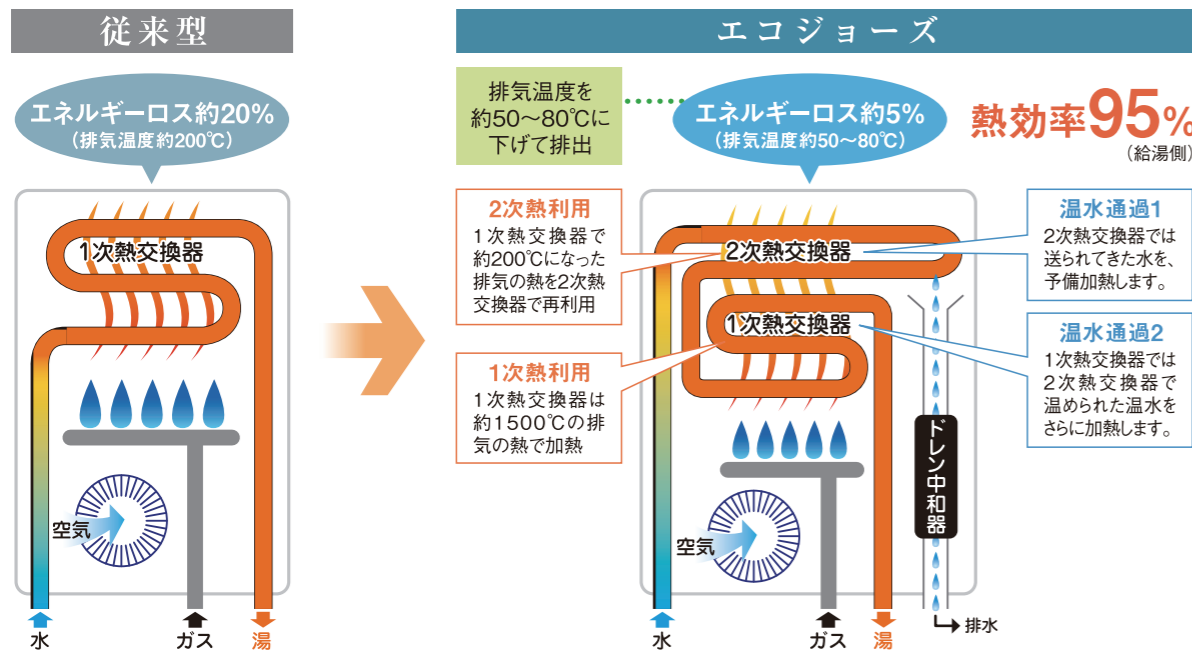 従来型
エネルギーロス約20%
(排気温度約200℃)
1次熱交換器
空気
水
ガス
湯
エコジョーズ
排気温度を
約50〜80℃に
下げて排出
エネルギーロス約5%
(排気温度約50〜80℃)
熱効率95%
(給湯側)
2次熱利用
1次熱交換器で
約200℃になった
排気の熱を2次熱
交換器で再利用
1次熱利用
1次熱交換器は
約1500℃の排
気の熱で加熱
2次熱交換器
1次熱交換器
温水通過1
2次熱交換器では
送られてきた水を、
予備加熱します。
温水通過2
1次熱交換器では
2次熱交換器で
温められた温水を
さらに加熱します。
ドレン中和器
空気
水
ガス
湯
排水